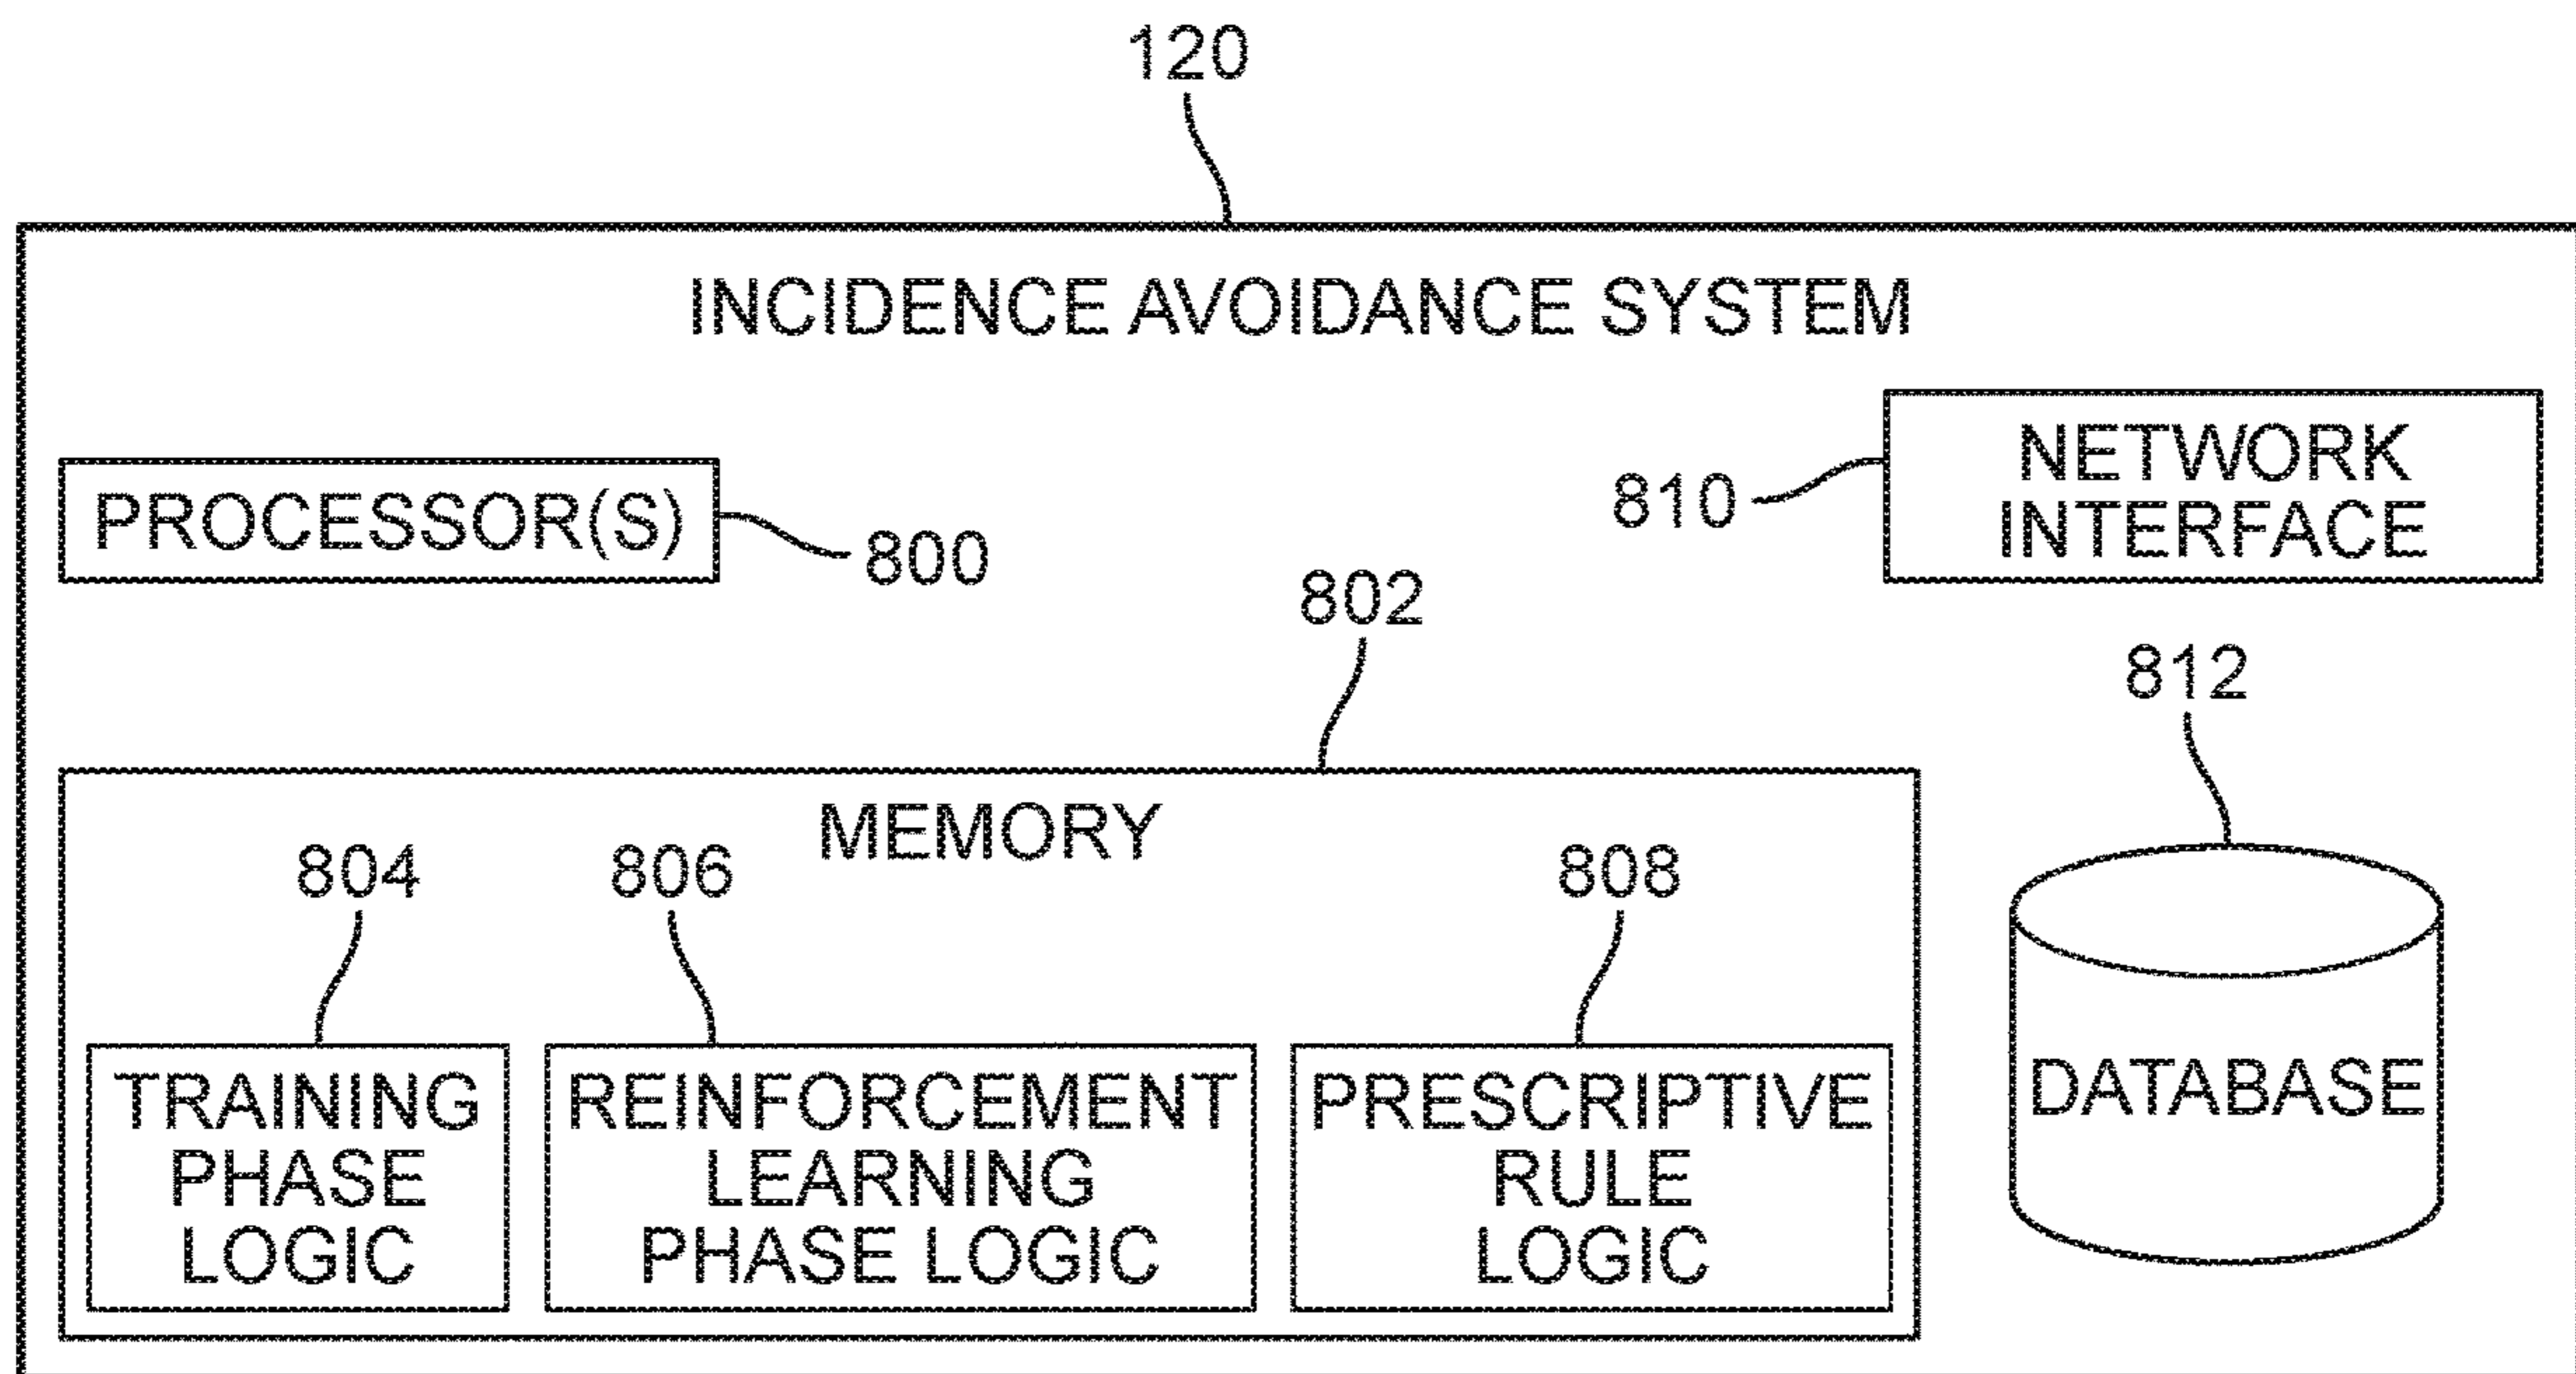 120
INCIDENCE AVOIDANCE SYSTEM
PROCESSOR(S)
800
810
NETWORK
INTERFACE
802
812
MEMORY
804
806
808
TRAINING
PHASE
LOGIC
REINFORCEMENT
LEARNING
PHASE LOGIC
PRESCRIPTIVE
RULE
LOGIC
DATABASE